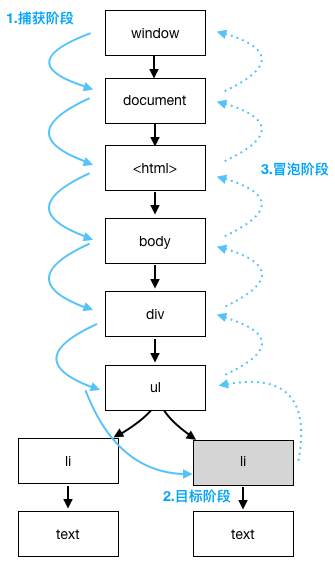 1.捕获阶段
window
document
<html>
3.冒泡阶段
body
div
ul
li
li
2.目标阶段
text
text